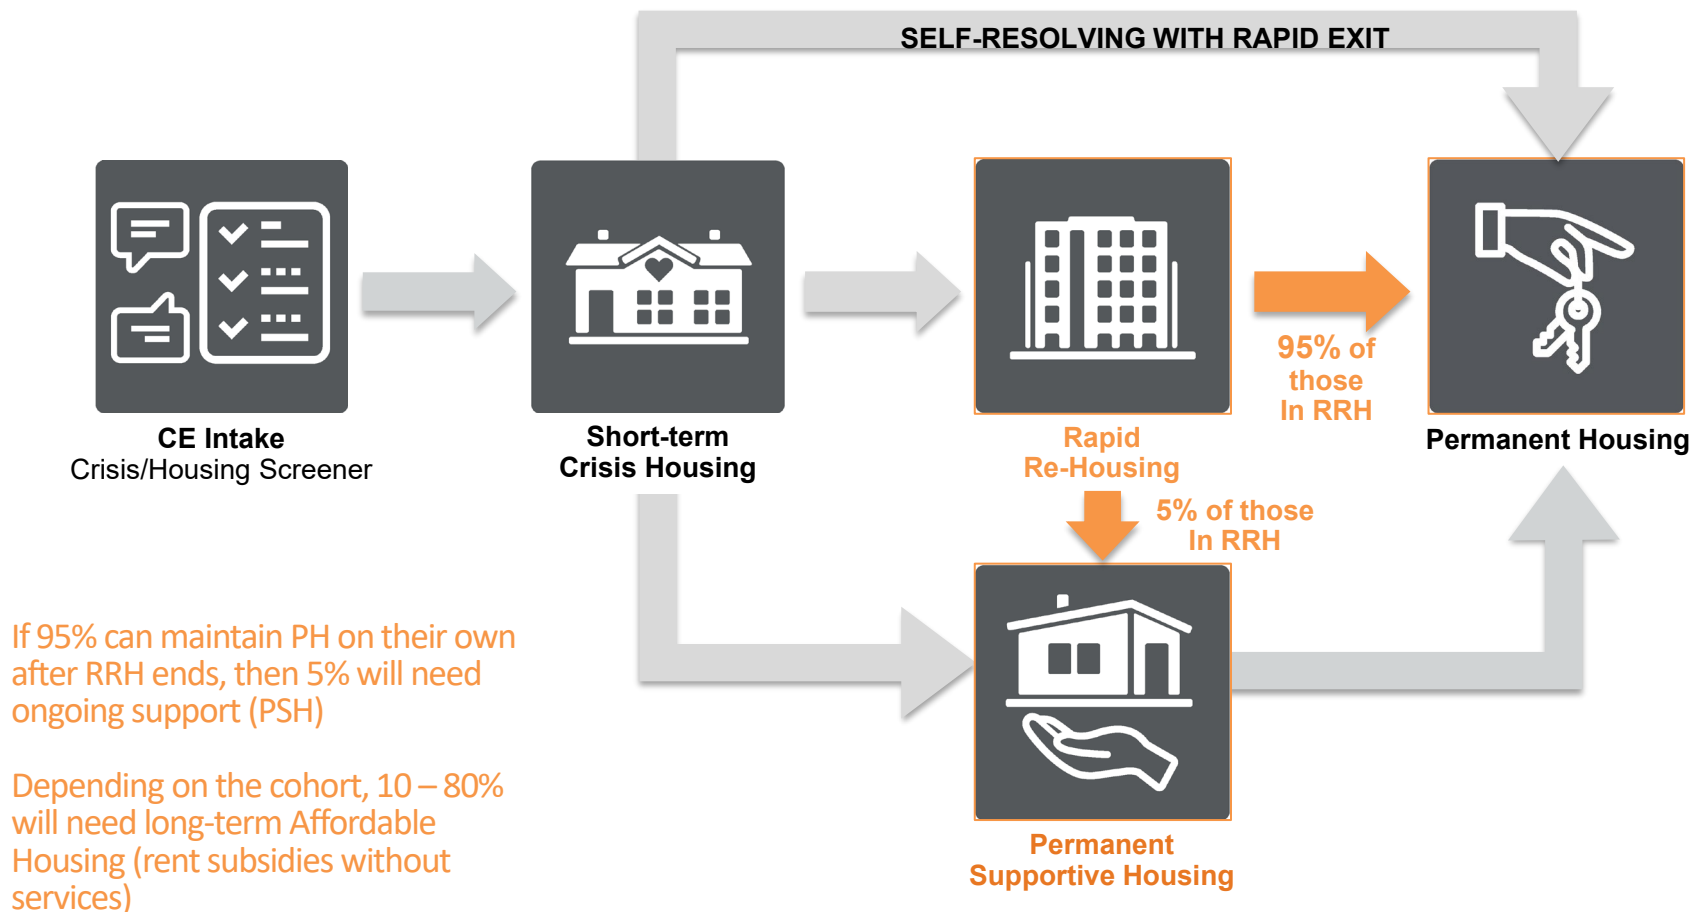 SELF-RESOLVING WITH RAPID EXIT
CE Intake
Crisis/Housing Screener
Short-term
Crisis Housing
Rapid
Re-Housing
95% of
those
In RRH
Permanent Housing
5% of those
In RRH
Permanent
Supportive Housing
If 95% can maintain PH on their own
after RRH ends, then 5% will need
ongoing support (PSH)
Depending on the cohort, 10 – 80%
will need long-term Affordable
Housing (rent subsidies without
services)